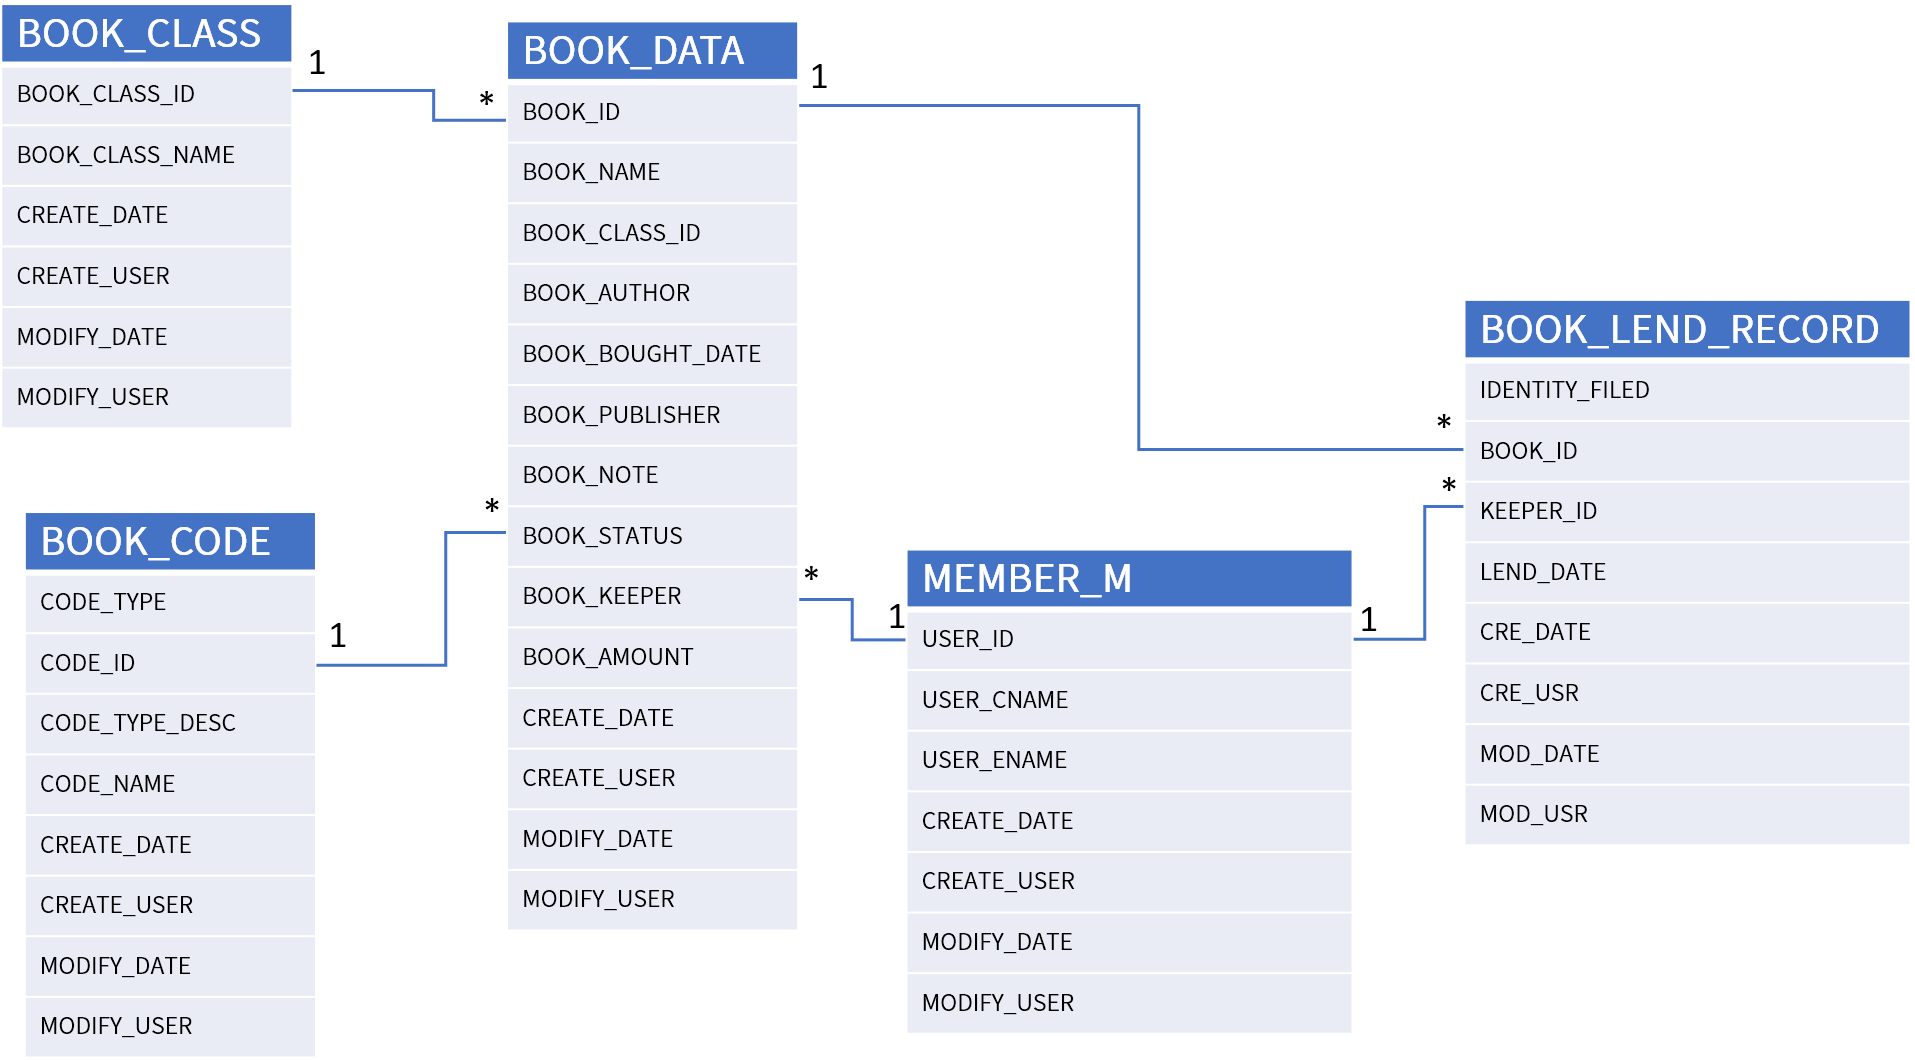 BOOK_CLASS
BOOK_CLASS_ID
BOOK_CLASS_NAME
CREATE_DATE
CREATE_USER
MODIFY_DATE
MODIFY_USER
1
*
BOOK_DATA
BOOK_ID
BOOK_NAME
BOOK_CLASS_ID
BOOK_AUTHOR
BOOK_BOUGHT_DATE
BOOK_PUBLISHER
BOOK_NOTE
BOOK_STATUS
BOOK_KEEPER
BOOK_AMOUNT
CREATE_DATE
CREATE_USER
MODIFY_DATE
MODIFY_USER
1
*
BOOK_CODE
CODE_TYPE
CODE_ID
CODE_TYPE_DESC
CODE_NAME
CREATE_DATE
CREATE_USER
MODIFY_DATE
MODIFY_USER
1
*
*
1
MEMBER_M
USER_ID
USER_CNAME
USER_ENAME
CREATE_DATE
CREATE_USER
MODIFY_DATE
MODIFY_USER
1
*
BOOK_LEND_RECORD
IDENTITY_FILED
BOOK_ID
KEEPER_ID
LEND_DATE
CRE_DATE
CRE_USR
MOD_DATE
MOD_USR